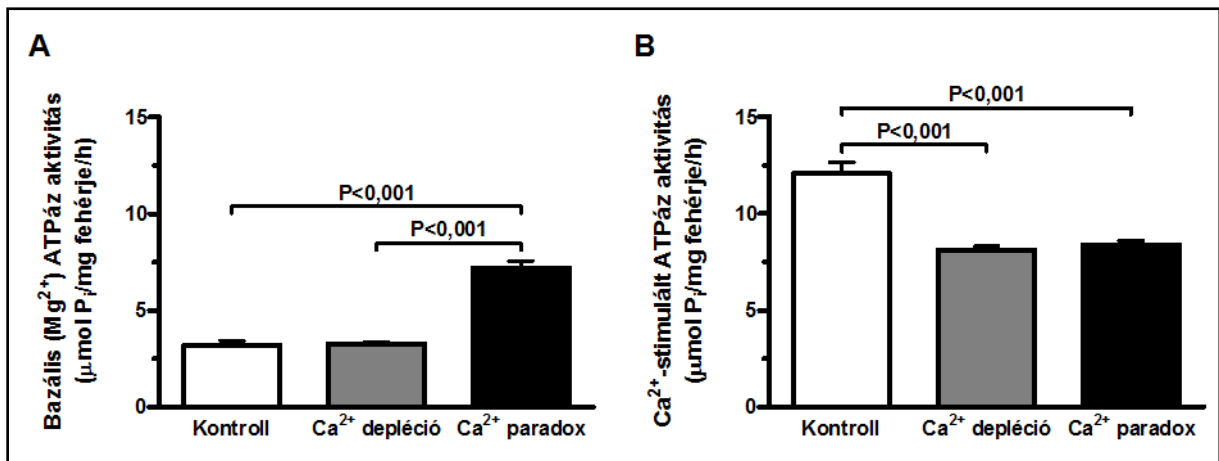 A
Bazális (Mg²⁺) ATPáz aktivitás
(μmol Pᵢ/mg fehérje/h)
15
10
5
0
P<0,001
P<0,001
Kontroll
Ca²⁺ depléció
Ca²⁺ paradox
B
Ca²⁺-stimulált ATPáz aktivitás
(μmol Pᵢ/mg fehérje/h)
15
10
5
0
P<0,001
P<0,001
Kontroll
Ca²⁺ depléció
Ca²⁺ paradox